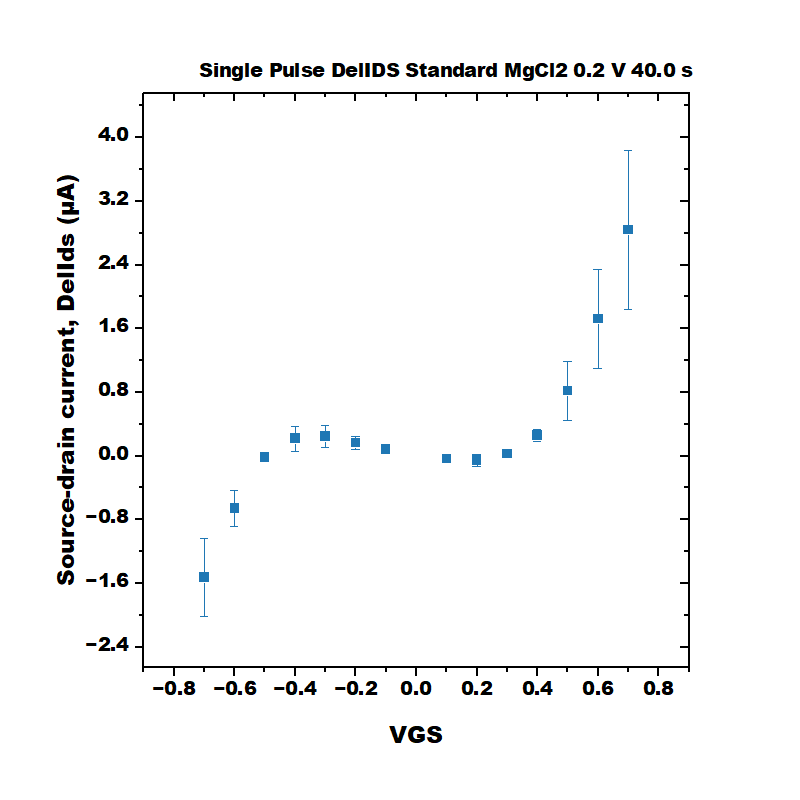 Single Pulse DelIDS Standard MgCl2 0.2 V 40.0 s
Source-drain current, DelIds (µA)
4.0
3.2
2.4
1.6
0.8
0.0
−0.8
−1.6
−2.4
−0.8 −0.6 −0.4 −0.2 0.0 0.2 0.4 0.6 0.8
VGS